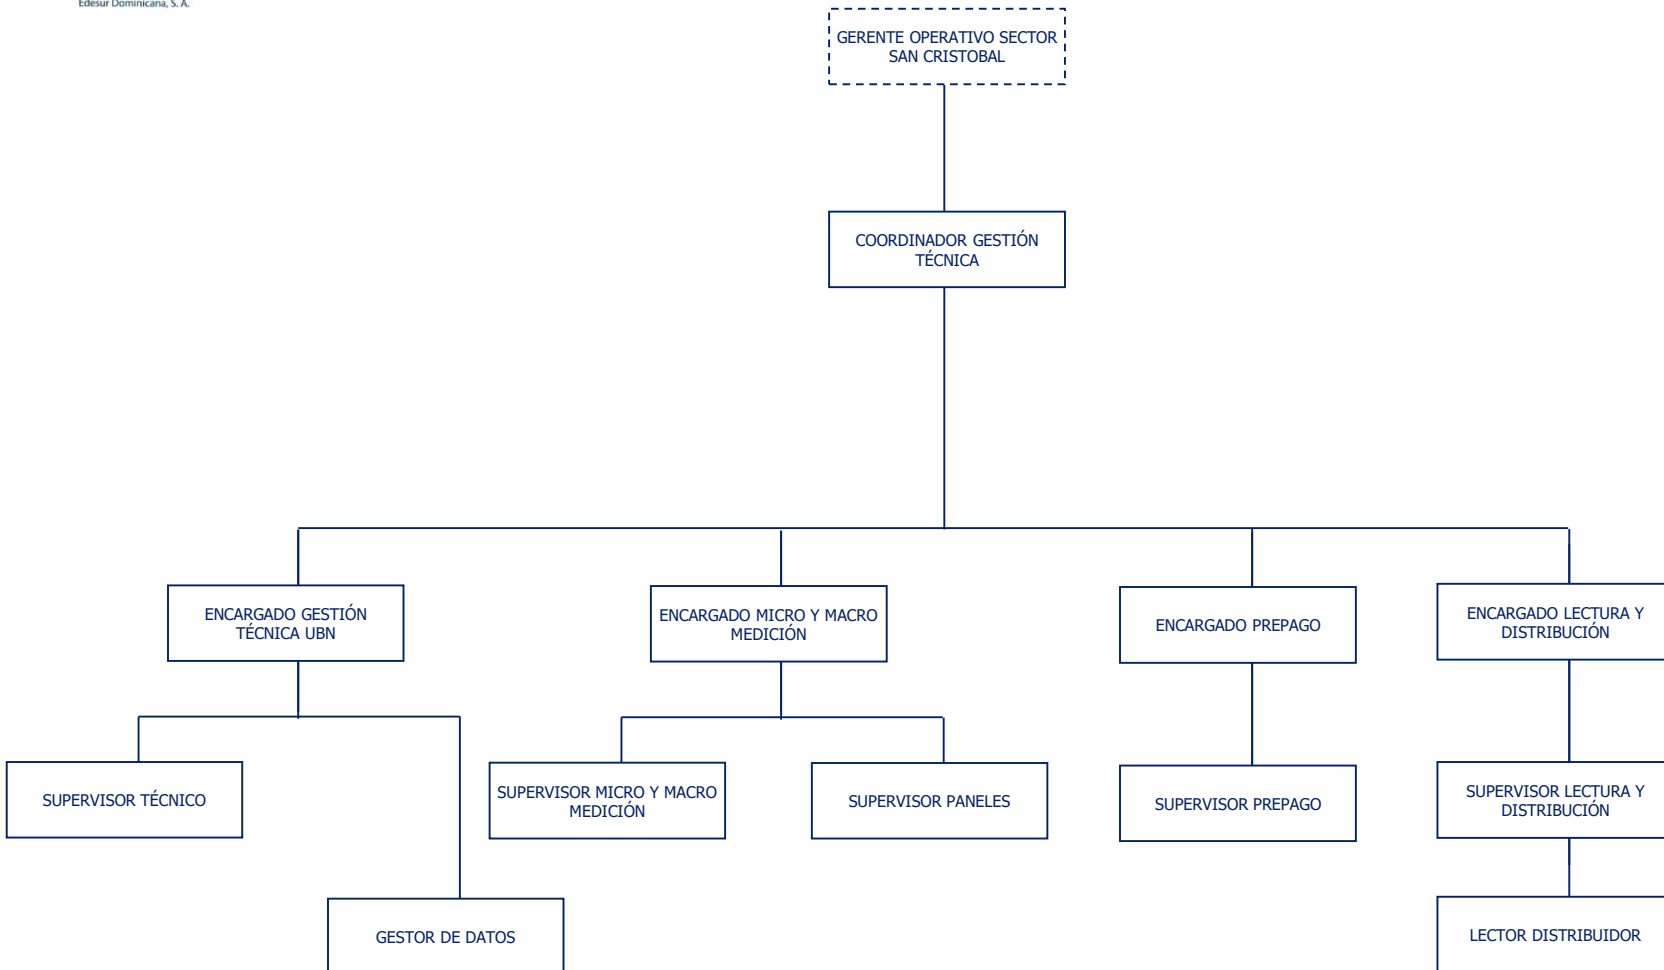 Edesur Dominicana, S. A.
GERENTE OPERATIVO SECTOR
SAN CRISTOBAL
COORDINADOR GESTIÓN
TÉCNICA
ENCARGADO GESTIÓN
TÉCNICA UBN
ENCARGADO MICRO Y MACRO
MEDICIÓN
ENCARGADO PREPAGO
ENCARGADO LECTURA Y
DISTRIBUCIÓN
SUPERVISOR TÉCNICO
SUPERVISOR MICRO Y MACRO
MEDICIÓN
SUPERVISOR PANELES
SUPERVISOR PREPAGO
SUPERVISOR LECTURA Y
DISTRIBUCIÓN
GESTOR DE DATOS
LECTOR DISTRIBUIDOR